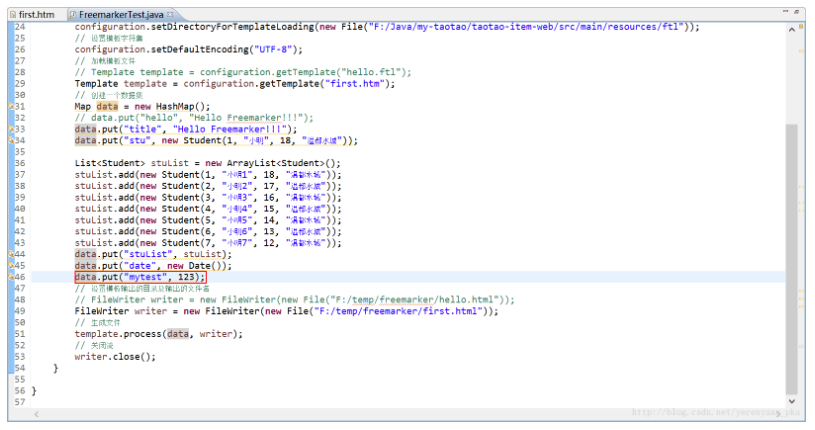 first.htm FreemarkerTest.java
24 configuration.setDirectoryForTemplateLoading(new File("F:/Java/my-taotao/taotao-item-web/src/main/resources/ftl"));
25 // 设置模板字符集
26 configuration.setDefaultEncoding("UTF-8");
27 // 加载模板文件
28 // Template template = configuration.getTemplate("hello.ftl");
29 Template template = configuration.getTemplate("first.htm");
30 // 创建一个数据集
31 Map data = new HashMap();
32 // data.put("hello", "Hello Freemarker!!!");
33 data.put("title", "Hello Freemarker!!!");
34 data.put("stu", new Student(1, "小明", 18, "温都水城"));
35
36 List<Student> stuList = new ArrayList<Student>();
37 stuList.add(new Student(1, "小明1", 18, "温都水城"));
38 stuList.add(new Student(2, "小明2", 17, "温都水城"));
39 stuList.add(new Student(3, "小明3", 16, "温都水城"));
40 stuList.add(new Student(4, "小明4", 15, "温都水城"));
41 stuList.add(new Student(5, "小明5", 14, "温都水城"));
42 stuList.add(new Student(6, "小明6", 13, "温都水城"));
43 stuList.add(new Student(7, "小明7", 12, "温都水城"));
44 data.put("stuList", stuList);
45 data.put("date", new Date());
46 data.put("mytest", 123);
47 // 设置模板输出的目录及输出的文件名
48 // FileWriter writer = new FileWriter(new File("F:/temp/freemarker/hello.html"));
49 FileWriter writer = new FileWriter(new File("F:/temp/freemarker/first.html"));
50 // 生成文件
51 template.process(data, writer);
52 // 关闭流
53 writer.close();
54 }
55
56 }
57
http://blog.csdn.net/yerenyuan_pku